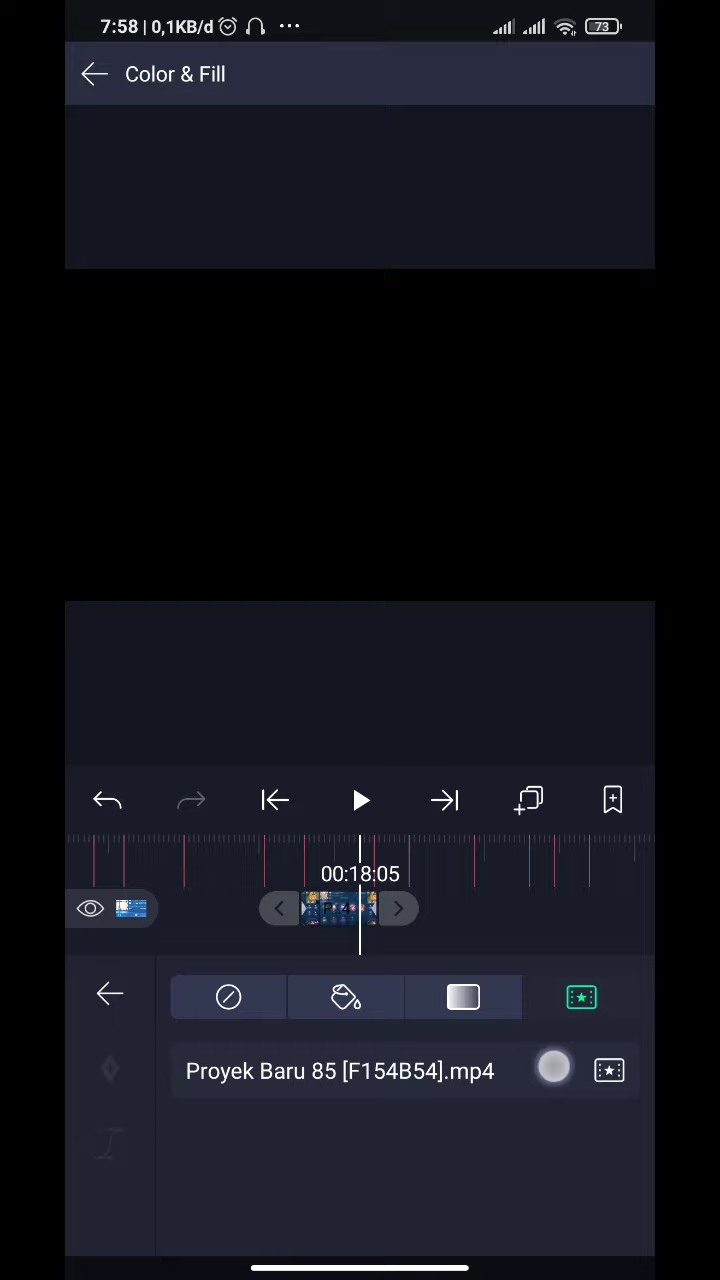 7:58 | 0,1KB/d
73
Color & Fill
00:18:05
Proyek Baru 85 [F154B54].mp4